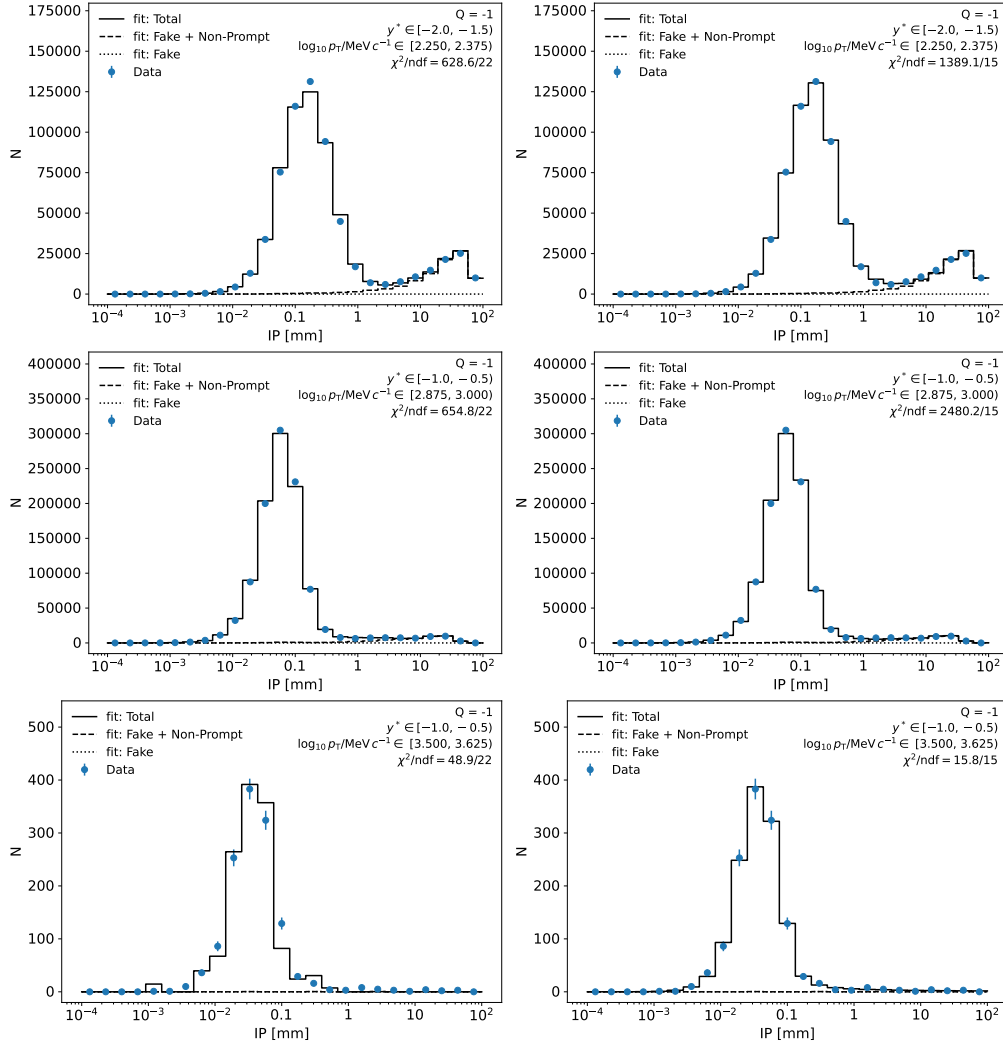 fit: Total
fit: Fake + Non-Prompt
fit: Fake
Data
Q = -1
y* ∈ [−2.0, −1.5)
log₁₀ p_T/MeV c⁻¹ ∈ [2.250, 2.375)
χ²/ndf = 628.6/22
175000
150000
125000
100000
75000
50000
25000
0
N
10⁻⁴ 10⁻³ 10⁻² 0.1 1 10 10²
IP [mm]
fit: Total
fit: Fake + Non-Prompt
fit: Fake
Data
Q = -1
y* ∈ [−2.0, −1.5)
log₁₀ p_T/MeV c⁻¹ ∈ [2.250, 2.375)
χ²/ndf = 1389.1/15
175000
150000
125000
100000
75000
50000
25000
0
N
10⁻⁴ 10⁻³ 10⁻² 0.1 1 10 10²
IP [mm]
fit: Total
fit: Fake + Non-Prompt
fit: Fake
Data
Q = -1
y* ∈ [−1.0, −0.5)
log₁₀ p_T/MeV c⁻¹ ∈ [2.875, 3.000)
χ²/ndf = 654.8/22
400000
350000
300000
250000
200000
150000
100000
50000
0
N
10⁻⁴ 10⁻³ 10⁻² 0.1 1 10 10²
IP [mm]
fit: Total
fit: Fake + Non-Prompt
fit: Fake
Data
Q = -1
y* ∈ [−1.0, −0.5)
log₁₀ p_T/MeV c⁻¹ ∈ [2.875, 3.000)
χ²/ndf = 2480.2/15
400000
350000
300000
250000
200000
150000
100000
50000
0
N
10⁻⁴ 10⁻³ 10⁻² 0.1 1 10 10²
IP [mm]
fit: Total
fit: Fake + Non-Prompt
fit: Fake
Data
Q = -1
y* ∈ [−1.0, −0.5)
log₁₀ p_T/MeV c⁻¹ ∈ [3.500, 3.625)
χ²/ndf = 48.9/22
500
400
300
200
100
0
N
10⁻⁴ 10⁻³ 10⁻² 0.1 1 10 10²
IP [mm]
fit: Total
fit: Fake + Non-Prompt
fit: Fake
Data
Q = -1
y* ∈ [−1.0, −0.5)
log₁₀ p_T/MeV c⁻¹ ∈ [3.500, 3.625)
χ²/ndf = 15.8/15
500
400
300
200
100
0
N
10⁻⁴ 10⁻³ 10⁻² 0.1 1 10 10²
IP [mm]